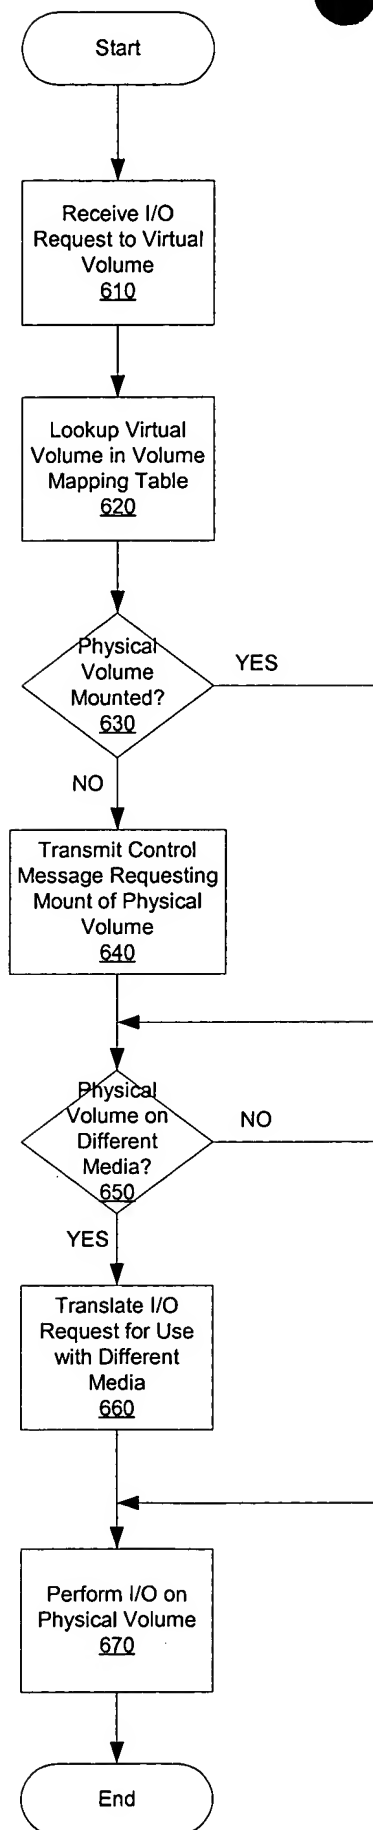 Start
Receive I/O
Request to Virtual
Volume
610
Lookup Virtual
Volume in Volume
Mapping Table
620
Physical
Volume
Mounted?
630
YES
NO
Transmit Control
Message Requesting
Mount of Physical
Volume
640
Physical
Volume on
Different
Media?
650
NO
YES
Translate I/O
Request for Use
with Different
Media
660
Perform I/O on
Physical Volume
670
End